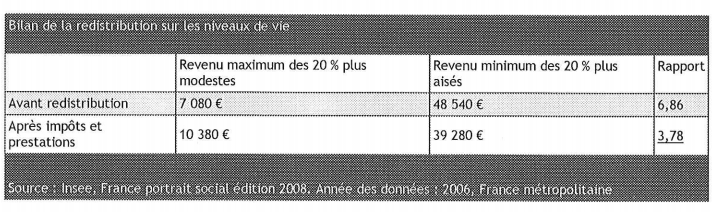 Bilan de la redistribution sur les niveaux de vie
Revenu maximum des 20 % plus modestes Revenu minimum des 20 % plus aisés Rapport
Avant redistribution 7 080 € 48 540 € 6,86
Après impôts et prestations 10 380 € 39 280 € 3,78
Source : Insee, France portrait social édition 2008. Année des données : 2006, France métropolitaine